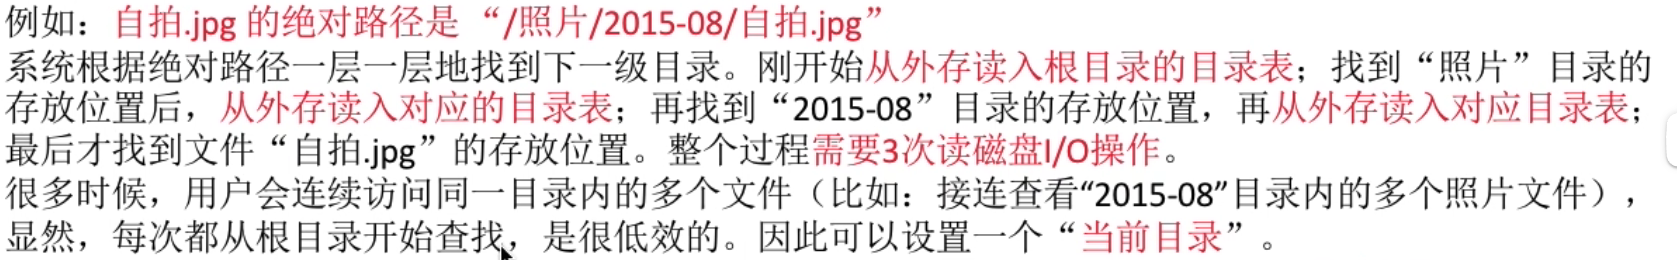 例如：自拍.jpg 的绝对路径是 “/照片/2015-08/自拍.jpg”
系统根据绝对路径一层一层地找到下一级目录。刚开始从外存读入根目录的目录表；找到“照片”目录的
存放位置后，从外存读入对应的目录表；再找到“2015-08”目录的存放位置，再从外存读入对应目录表；
最后才找到文件“自拍.jpg”的存放位置。整个过程需要3次读磁盘I/O操作。
很多时候，用户会连续访问同一目录内的多个文件（比如：接连查看“2015-08”目录内的多个照片文件），
显然，每次都从根目录开始查找，是很低效的。因此可以设置一个“当前目录”。